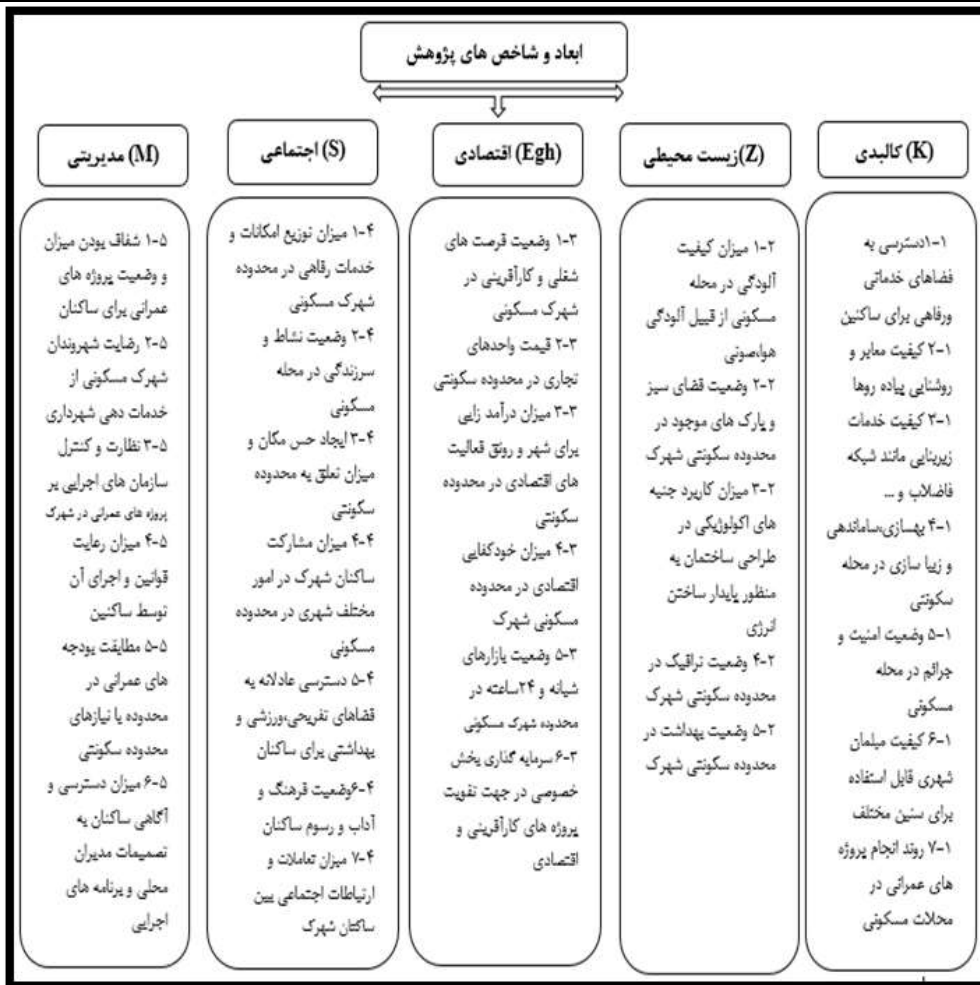 ابعاد و شاخص های پژوهش
(K) کالبدی
۱-۱دسترسی به
فضاهای خدماتی
ورفاهی برای ساکنین
۲-۱ کیفیت معابر و
روشنایی پیاده روها
۳-۱ کیفیت خدمات
زیربنایی مانند شبکه
فاضلاب و ...
۴-۱ بهسازی،ساماندهی
و زیبا سازی در محله
سکونتی
۵-۱ وضعیت امنیت و
جرائم در محله
مسکونی
۶-۱ کیفیت مبلمان
شهری قابل استفاده
برای سنین مختلف
۷-۱ روند انجام پروژه
های عمرانی در
محلات مسکونی
(Z)زیست محیطی
۱-۲ میزان کیفیت
آلودگی در محله
مسکونی از قبیل آلودگی
هوا،صوتی
۲-۲ وضعیت فضای سبز
و پارک های موجود در
محدوده سکونتی شهرک
۳-۲ میزان کاربرد جنبه
های اکولوژیکی در
طراحی ساختمان به
منظور پایدار ساختن
انرژی
۴-۲ وضعیت ترافیک در
محدوده سکونتی شهرک
۵-۲ وضعیت بهداشت در
محدوده سکونتی شهرک
(Egh) اقتصادی
۱-۳ وضعیت فرصت های
شغلی و کارآفرینی در
شهرک مسکونی
۲-۳ قیمت واحدهای
تجاری در محدوده سکونتی
۳-۳ میزان درآمد زایی
برای شهر و رونق فعالیت
های اقتصادی در محدوده
سکونتی
۴-۳ میزان خودکفایی
اقتصادی در محدوده
مسکونی شهرک
۵-۳ وضعیت بازارهای
شبانه و ۲۴ساعته در
محدوده شهرک مسکونی
۶-۳ سرمایه گذاری بخش
خصوصی در جهت تقویت
پروژه های کارآفرینی و
اقتصادی
(S) اجتماعی
۱-۴ میزان توزیع امکانات و
خدمات رفاهی در محدوده
شهرک مسکونی
۲-۴ وضعیت نشاط و
سرزندگی در محله
مسکونی
۳-۴ ایجاد حس مکان و
میزان تعلق به محدوده
سکونتی
۴-۴ میزان مشارکت
ساکنان شهرک در امور
مختلف شهری در محدوده
مسکونی
۵-۴ دسترسی عادلانه به
فضاهای تفریحی،ورزشی و
بهداشتی برای ساکنان
۶-۴وضعیت فرهنگ و
آداب و رسوم ساکنان
۷-۴ میزان تعاملات و
ارتباطات اجتماعی بین
ساکنان شهرک
(M) مدیریتی
۱-۵ شفاف بودن میزان
و وضعیت پروژه های
عمرانی برای ساکنان
۲-۵ رضایت شهروندان
شهرک مسکونی از
خدمات دهی شهرداری
۳-۵ نظارت و کنترل
سازمان های اجرایی بر
پروژه های عمرانی در شهرک
۴-۵ میزان رعایت
قوانین و اجرای آن
توسط ساکنین
۵-۵ مطابقت بودجه
های عمرانی در
محدوده با نیازهای
محدوده سکونتی
۶-۵ میزان دسترسی و
آگاهی ساکنان به
تصمیمات مدیران
محلی و برنامه های
اجرایی